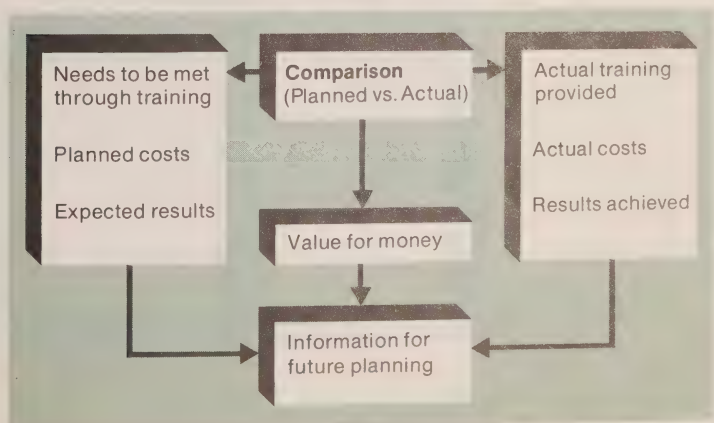 Needs to be met
through training
Planned costs
Expected results
Comparison
(Planned vs. Actual)
Value for money
Information for
future planning
Actual training
provided
Actual costs
Results achieved